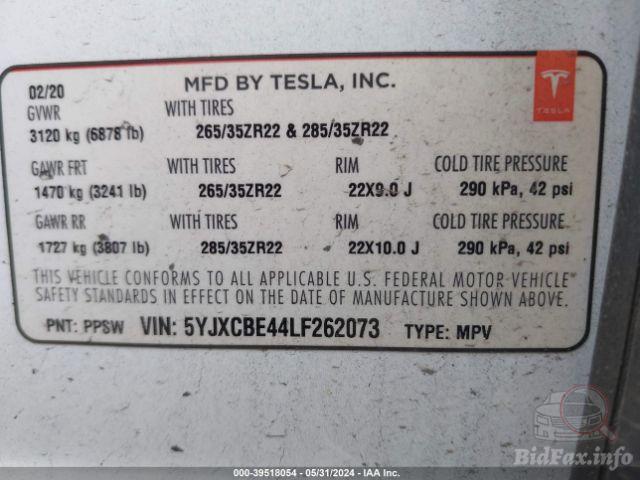 02/20 MFD BY TESLA, INC.
TESLA
GVWR WITH TIRES
3120 kg (6878 lb) 265/35ZR22 & 285/35ZR22
GAWR FRT WITH TIRES RIM COLD TIRE PRESSURE
1470 kg (3241 lb) 265/35ZR22 22X9.0 J 290 kPa, 42 psi
GAWR RR WITH TIRES RIM COLD TIRE PRESSURE
1727 kg (3807 lb) 285/35ZR22 22X10.0 J 290 kPa, 42 psi
THIS VEHICLE CONFORMS TO ALL APPLICABLE U.S. FEDERAL MOTOR VEHICLE
SAFETY STANDARDS IN EFFECT ON THE DATE OF MANUFACTURE SHOWN ABOVE.
PNT: PPSW VIN: 5YJXCBE44LF262073 TYPE: MPV
BidFax.info
000-39518054 - 05/31/2024 - IAA Inc.